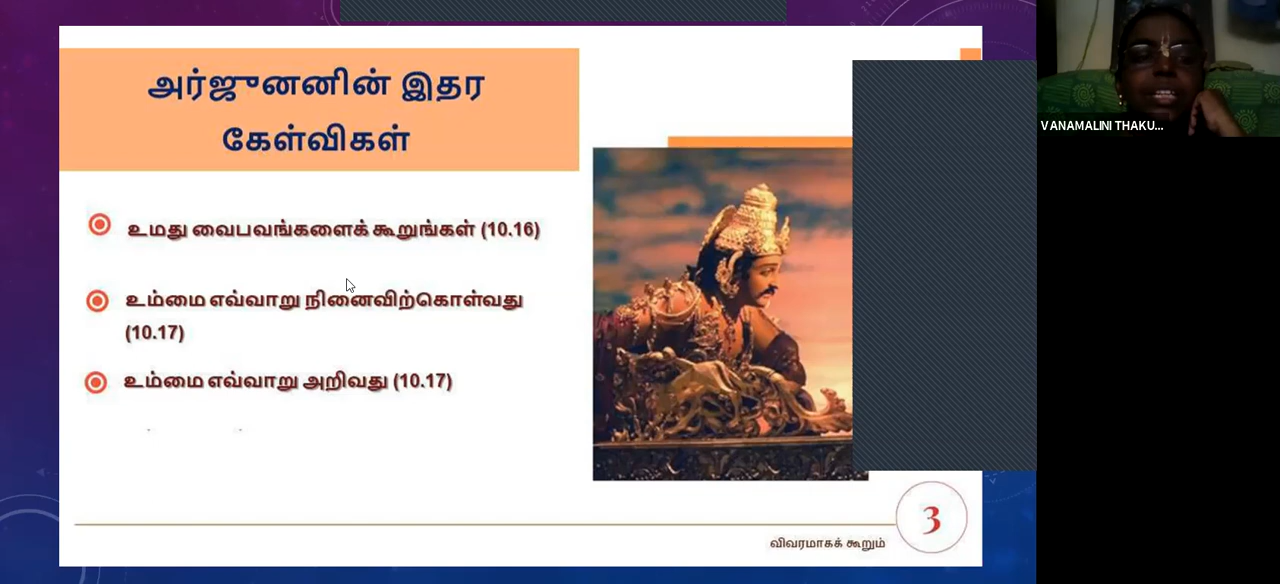 அர்ஜுனனின் இதர
கேள்விகள்
உமது வைபவங்களைக் கூறுங்கள் (10.16)
உம்மை எவ்வாறு நினைவிற்கொள்வது
(10.17)
உம்மை எவ்வாறு அறிவது (10.17)
விவரமாகக் கூறும்
3
VANAMALINI THAKU...